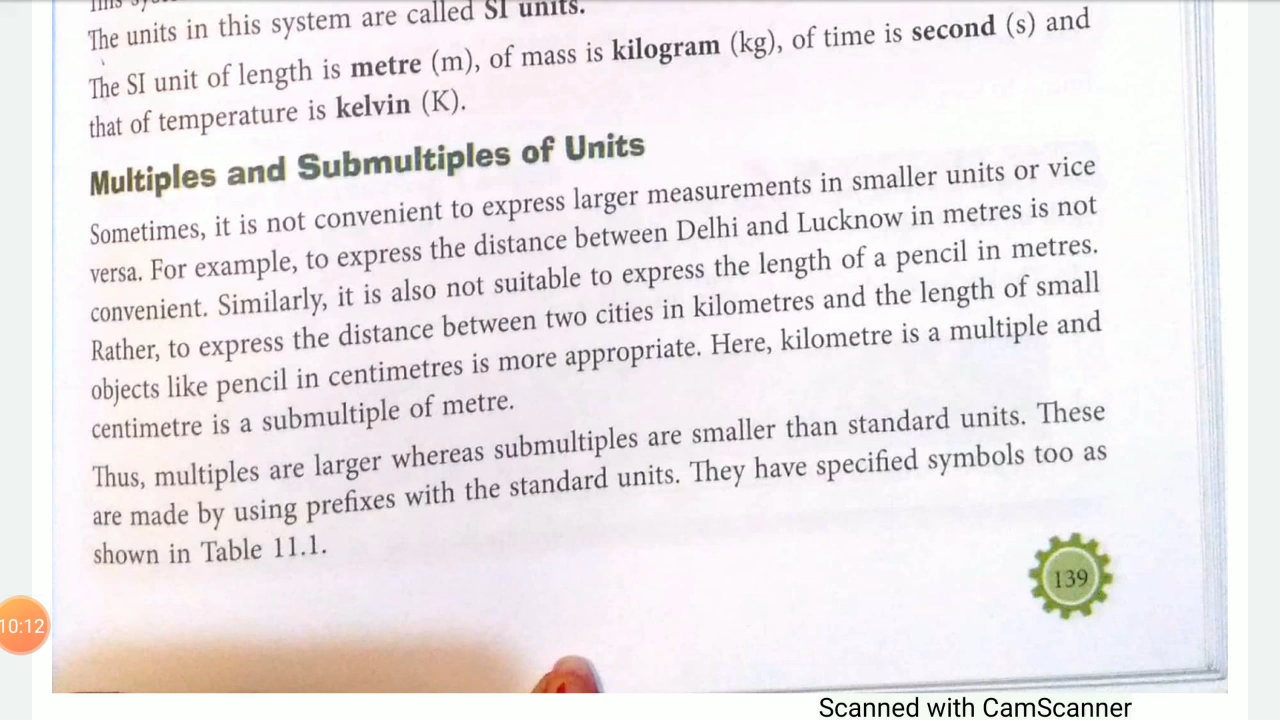 This
The units in this system are called SI units.
The SI unit of length is metre (m), of mass is kilogram (kg), of time is second (s) and
that of temperature is kelvin (K).
Multiples and Submultiples of Units
Sometimes, it is not convenient to express larger measurements in smaller units or vice
versa. For example, to express the distance between Delhi and Lucknow in metres is not
convenient. Similarly, it is also not suitable to express the length of a pencil in metres.
Rather, to express the distance between two cities in kilometres and the length of small
objects like pencil in centimetres is more appropriate. Here, kilometre is a multiple and
centimetre is a submultiple of metre.
Thus, multiples are larger whereas submultiples are smaller than standard units. These
are made by using prefixes with the standard units. They have specified symbols too as
shown in Table 11.1.
139
10:12
Scanned with CamScanner